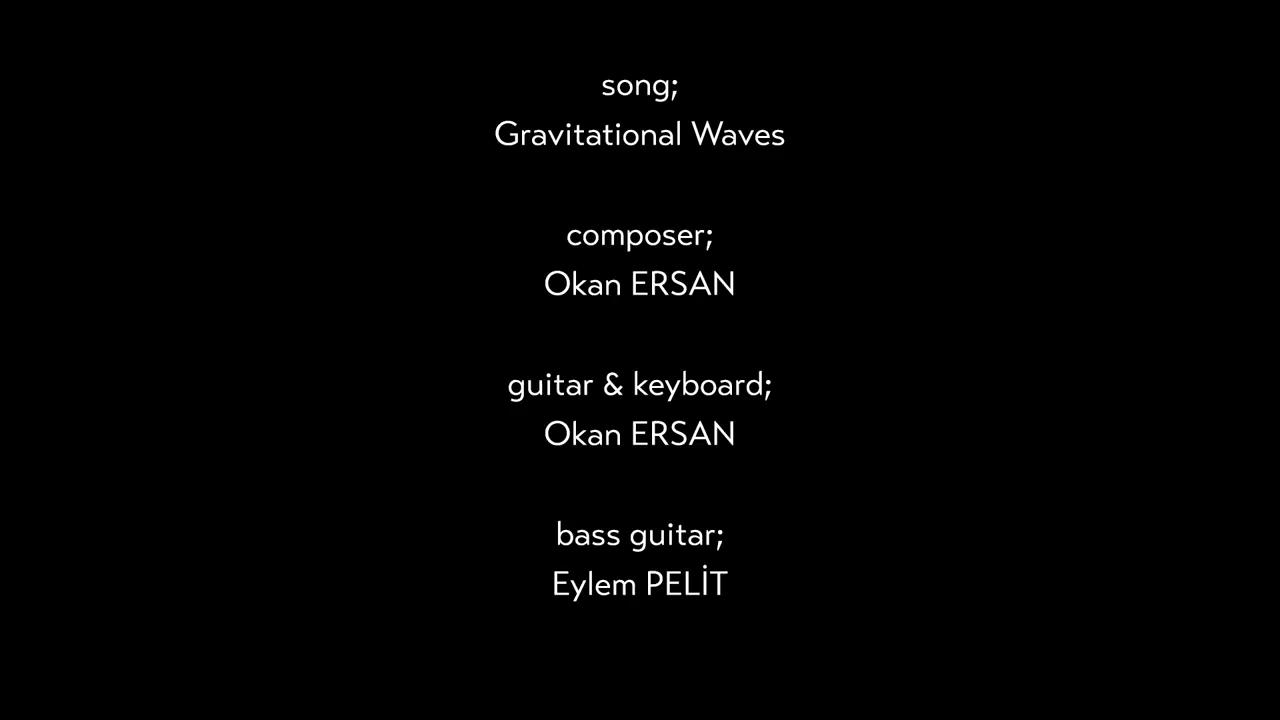 song;
Gravitational Waves
composer;
Okan ERSAN
guitar & keyboard;
Okan ERSAN
bass guitar;
Eylem PELİT